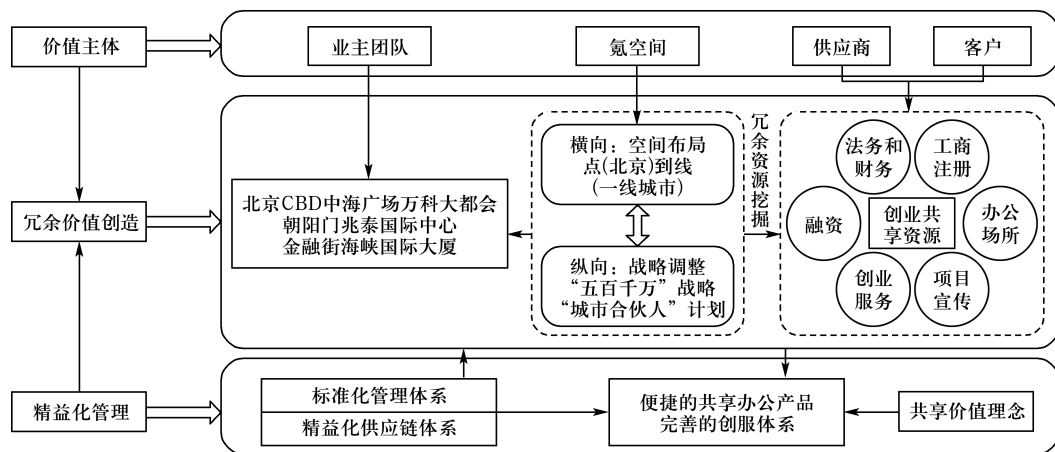 价值主体
业主团队
氪空间
供应商
客户
冗余价值创造
北京CBD中海广场万科大都会
朝阳门兆泰国际中心
金融街海峡国际大厦
横向：空间布局
点(北京)到线
(一线城市)
纵向：战略调整
“五百千万”战略
“城市合伙人”计划
冗余资源挖掘
法务和
财务
工商
注册
融资
创业共
享资源
办公
场所
创业
服务
项目
宣传
精益化管理
标准化管理体系
精益化供应链体系
便捷的共享办公产品
完善的创服体系
共享价值理念